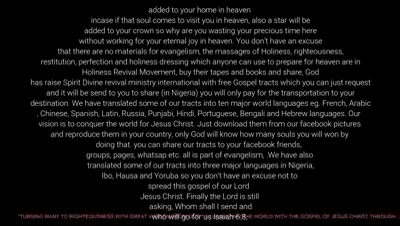 added to your home in heaven
incase if that soul comes to visit you in heaven, also a star will be
added to your crown so why are you wasting your precious time here
without working for your eternal joy in heaven. You don't have an excuse
that there are no materials for evangelism, the massages of Holiness, righteousness,
restitution, perfection and holiness dressing which anyone can use to prepare for heaven are in
Holiness Revival Movement, buy their tapes and books and share, God
has raise Spirit Divine revival ministry international with free Gospel tracts which you can just request
and it will be send to you to share (in Nigeria) you will only pay for the transportation to your
destination. We have translated some of our tracts into ten major world languages eg. French, Arabic
, Chinese, Spanish, Latin, Russia, Punjabi, Hindi, Portuguese, Bengali and Hebrew languages. Our
vision is to conquer the world for Jesus Christ. Just download them from our facebook pictures
and reproduce them in your country, only God will know how many souls you will won by
doing that. you can share our tracts to your facebook friends,
groups, pages, whatsap etc. all is part of evangelism, We have also
translated some of our tracts into three major languages in Nigeria,
Ibo, Hausa and Yoruba so you don't have an excuse not to
spread this gospel of our Lord
Jesus Christ. Finally the Lord is still
asking, Whom shall I send and
who will go for us Isaiah 6:8,
"TURNING MANY TO RIGHTEOUSNESS WITH GREAT THE WORLD WITH THE GOSPEL OF JESUS CHRIST THROUGH